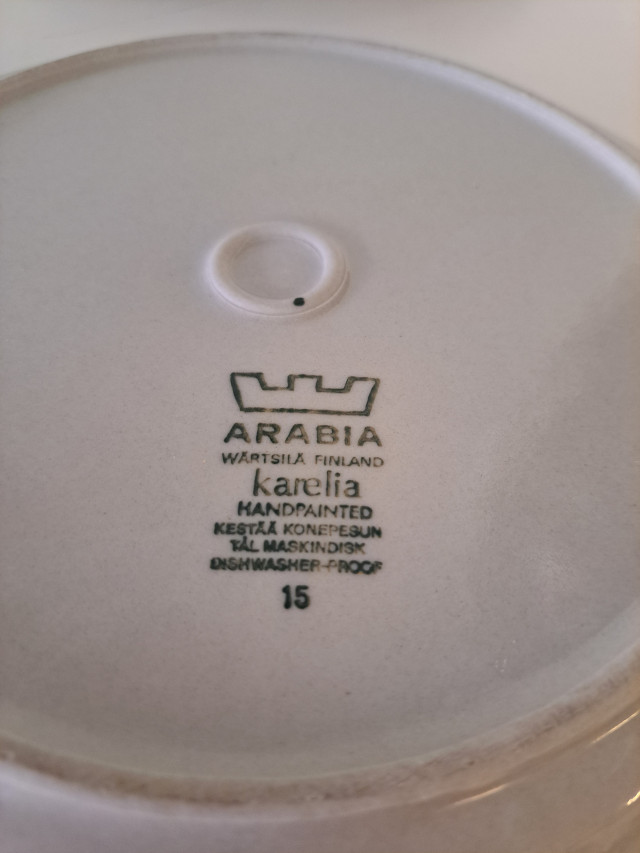 ARABIA
WÄRTSILÄ FINLAND
karelia
HANDPAINTED
KESTÄÄ KONEPESUN
TÅL MASKINDISK
DISHWASHER-PROOF
15